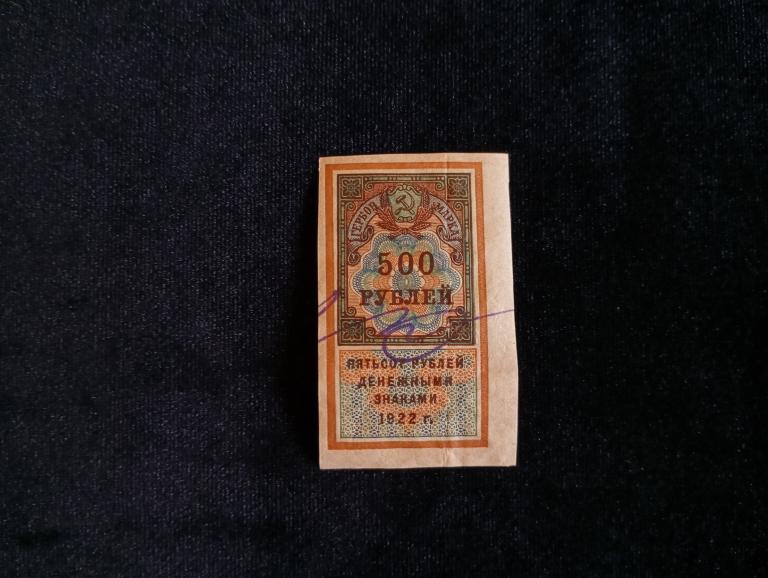 ГЕРБОВ. МАРКА
500
РУБЛЕЙ
ПЯТЬСОТ РУБЛЕЙ
ДЕНЕЖНЫМИ
ЗНАКАМИ
1922 г.